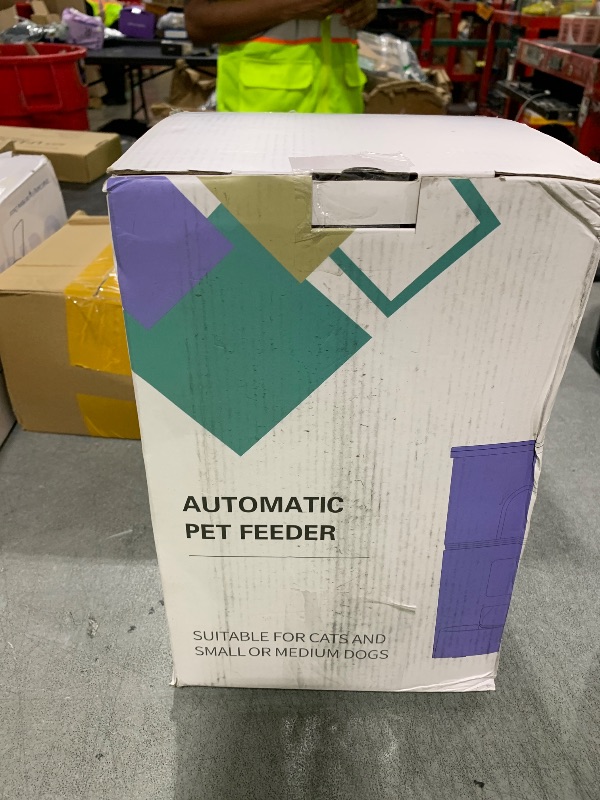 AUTOMATIC
PET FEEDER
SUITABLE FOR CATS AND
SMALL OR MEDIUM DOGS